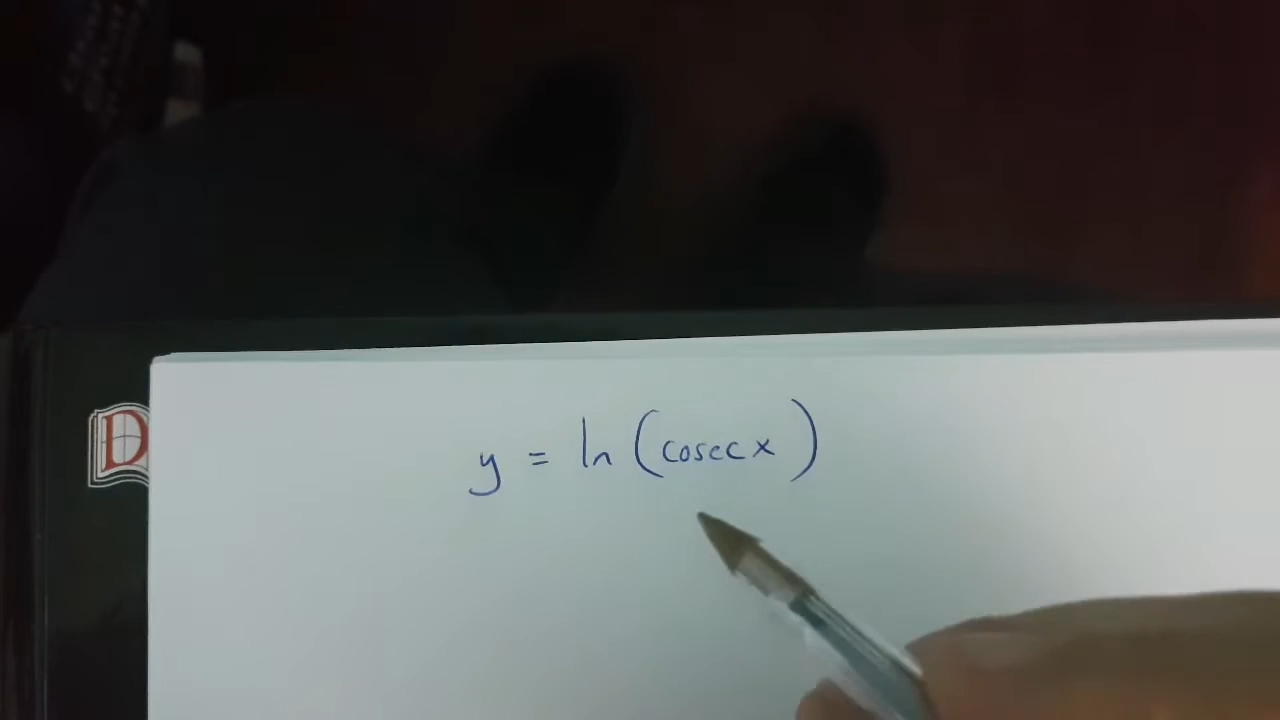 y = ln (cosec x)
D